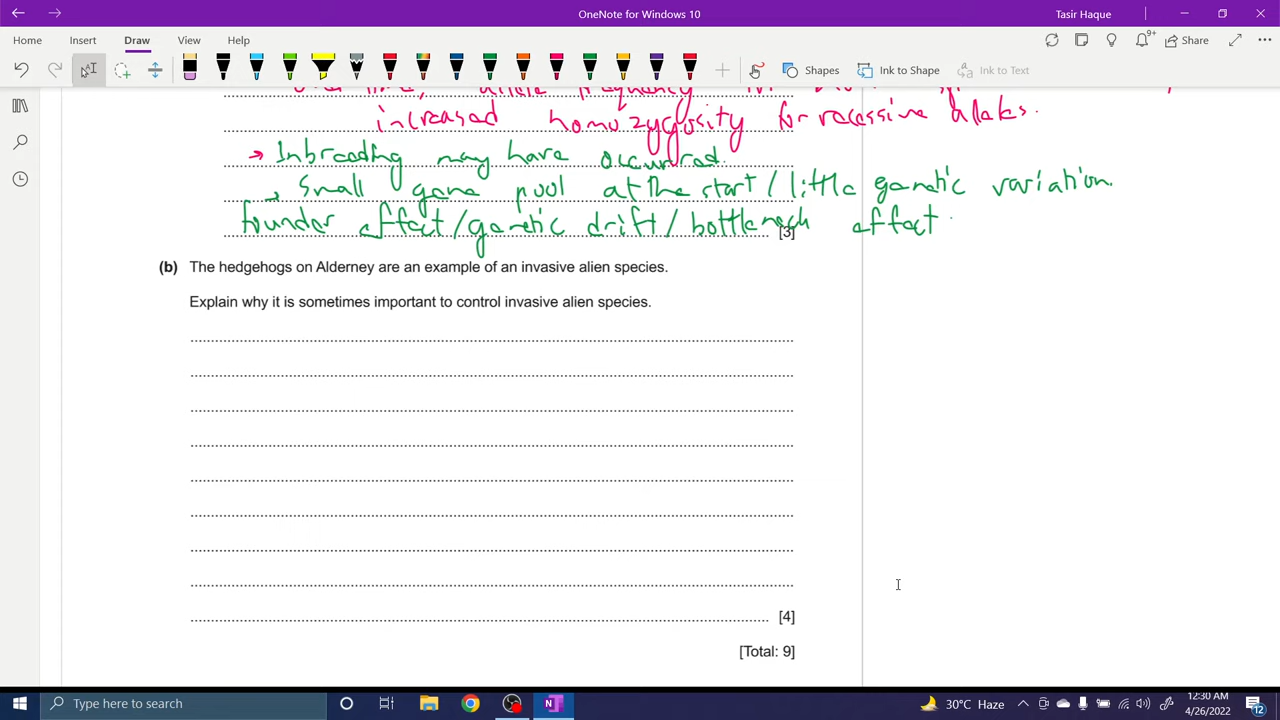 OneNote for Windows 10
Tasir Haque
Home Insert Draw View Help
Share
Shapes
Ink to Shape
Ink to Text
allele frequency
increased homozygosity for recessive alleles.
→ Inbreeding may have occurred.
→ Small gene pool at the start / little genetic variation.
founder effect/genetic drift/ bottleneck effect.
[3]
(b) The hedgehogs on Alderney are an example of an invasive alien species.
Explain why it is sometimes important to control invasive alien species.
[4]
[Total: 9]
Type here to search
30°C Haze
12:30 AM
4/26/2022
12